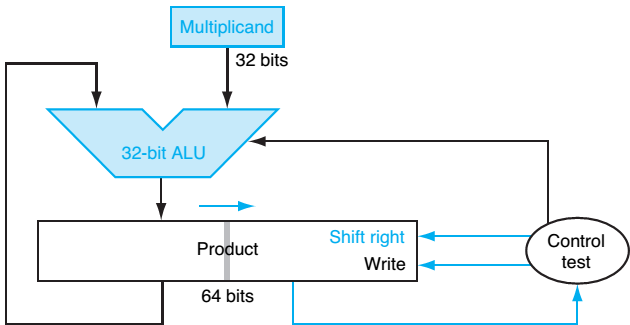 Multiplicand
32 bits
32-bit ALU
Product
Shift right
Write
Control
test
64 bits